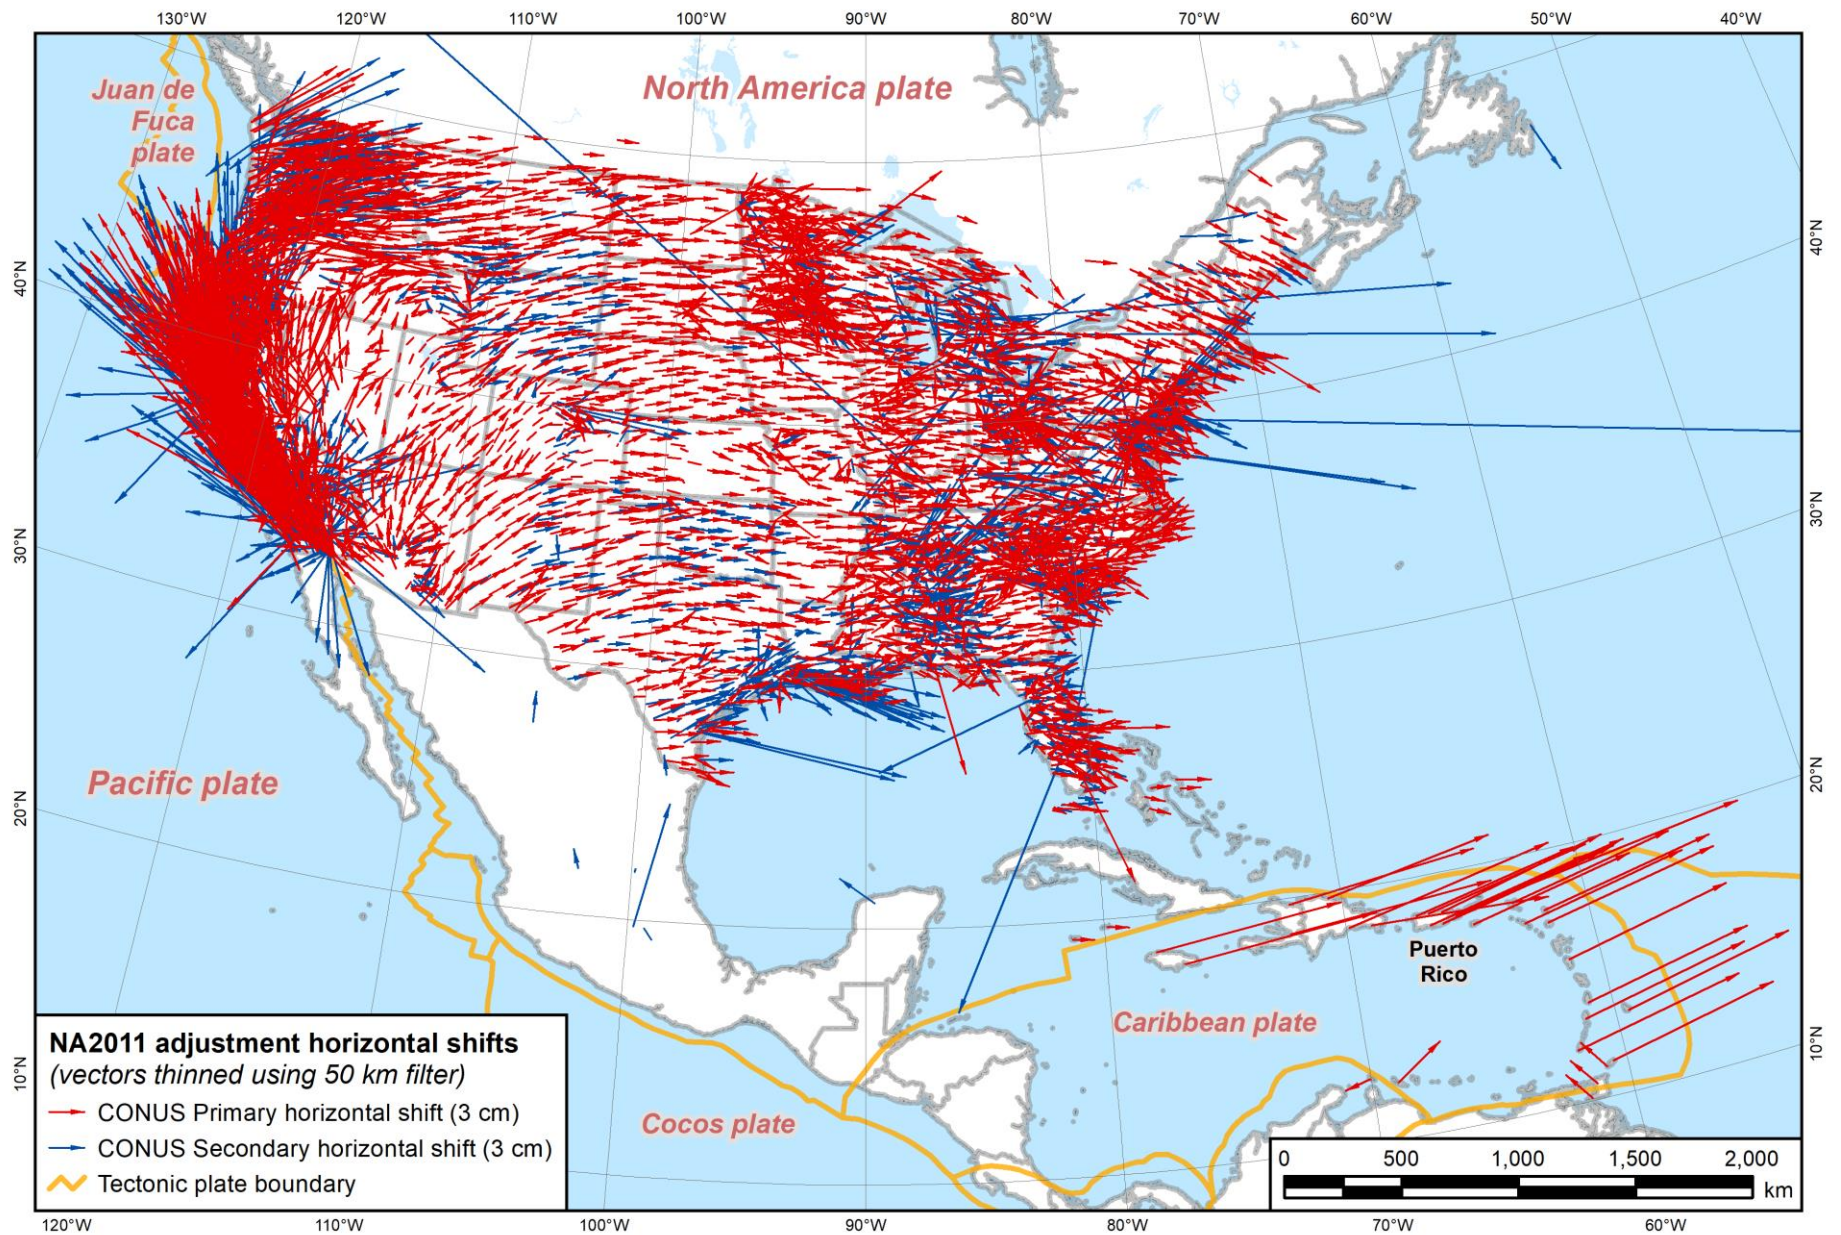 130°W 120°W 110°W 100°W 90°W 80°W 70°W 60°W 50°W 40°W
Juan de
Fuca
plate
North America plate
40°N
40°N
30°N
30°N
20°N
20°N
10°N
10°N
Pacific plate
Puerto
Rico
Caribbean plate
Cocos plate
NA2011 adjustment horizontal shifts
(vectors thinned using 50 km filter)
CONUS Primary horizontal shift (3 cm)
CONUS Secondary horizontal shift (3 cm)
Tectonic plate boundary
0 500 1,000 1,500 2,000
km
120°W 110°W 100°W 90°W 80°W 70°W 60°W